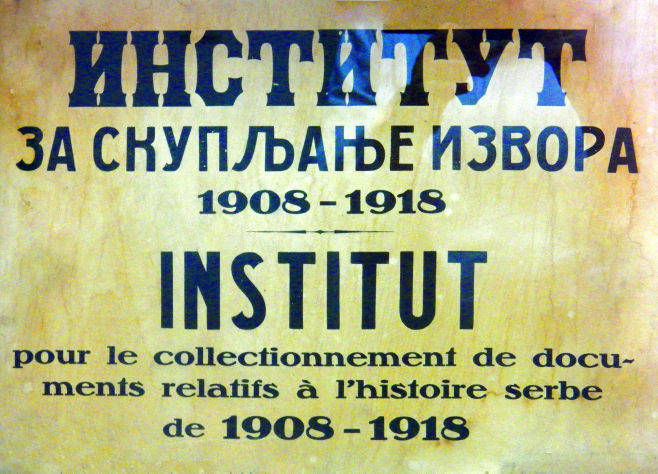 ИНСТИТУТ
ЗА СКУПЉАЊЕ ИЗВОРА
1908 – 1918
INSTITUT
pour le collectionnement de docu-
ments relatifs à l'histoire serbe
de 1908 – 1918